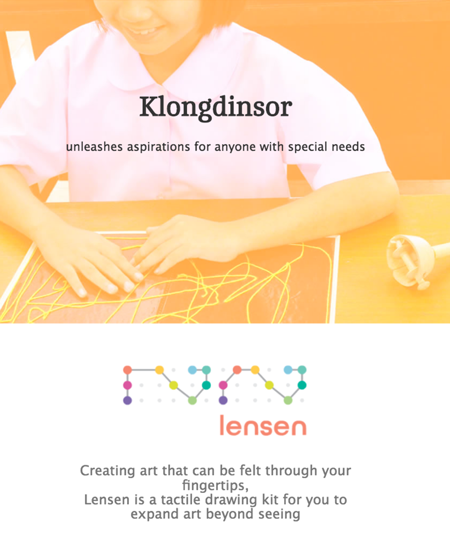 Klongdinsor
unleashes aspirations for anyone with special needs
lensen
Creating art that can be felt through your
fingertips,
Lensen is a tactile drawing kit for you to
expand art beyond seeing